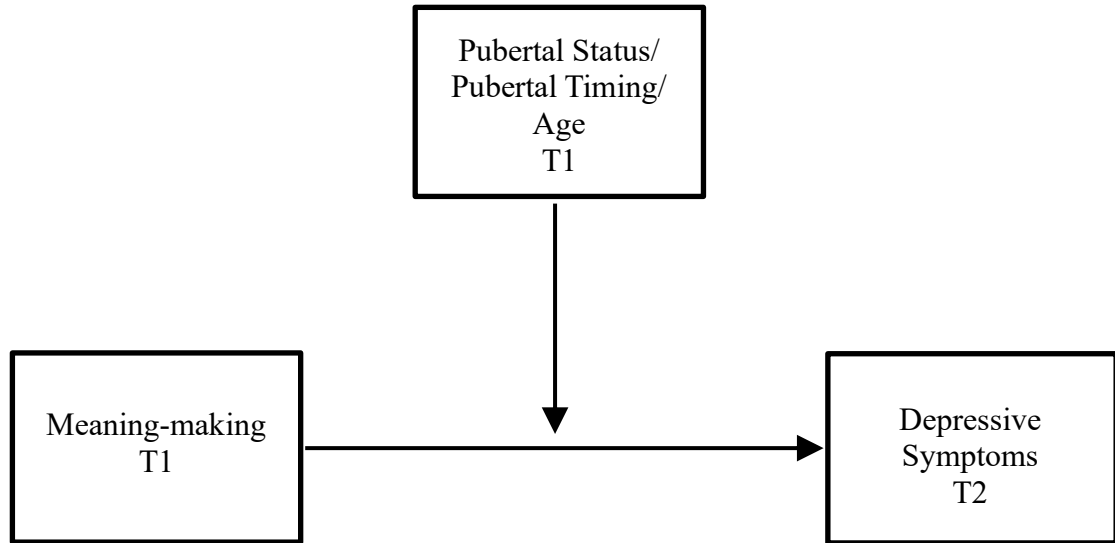 Pubertal Status/
Pubertal Timing/
Age
T1
Meaning-making
T1
Depressive
Symptoms
T2